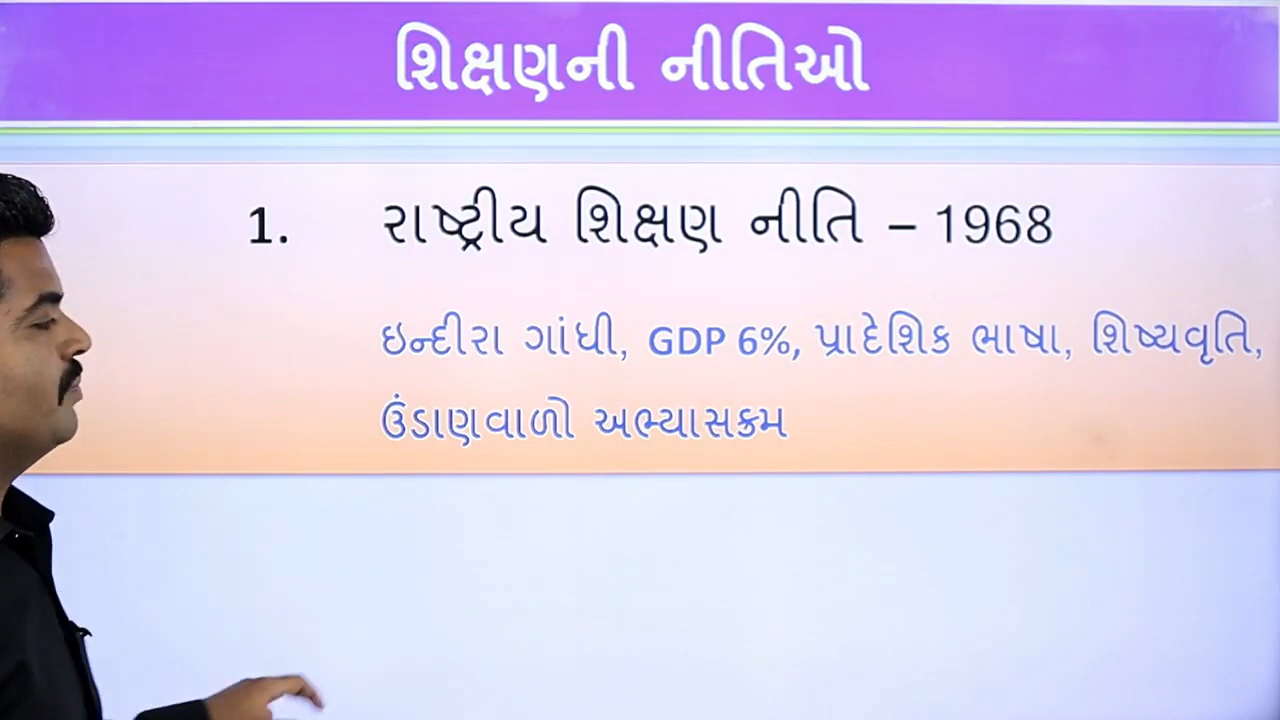 શિક્ષણની નીતિઓ
1. રાષ્ટ્રીય શિક્ષણ નીતિ – 1968
ઇન્દીરા ગાંધી, GDP 6%, પ્રાદેશિક ભાષા, શિષ્યવૃતિ,
ઉંડાણવાળો અભ્યાસક્રમ